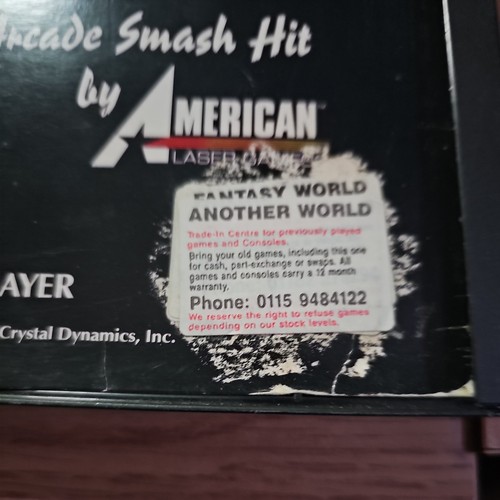 Arcade Smash Hit
by AMERICAN™
LASER GAMES
FANTASY WORLD
ANOTHER WORLD
Trade-In Centre for previously played
games and Consoles.
Bring your old games, including this one
for cash, part-exchange or swaps. All
games and consoles carry a 12 month
warranty.
Phone: 0115 9484122
We reserve the right to refuse games
depending on our stock levels.
AYER
Crystal Dynamics, Inc.